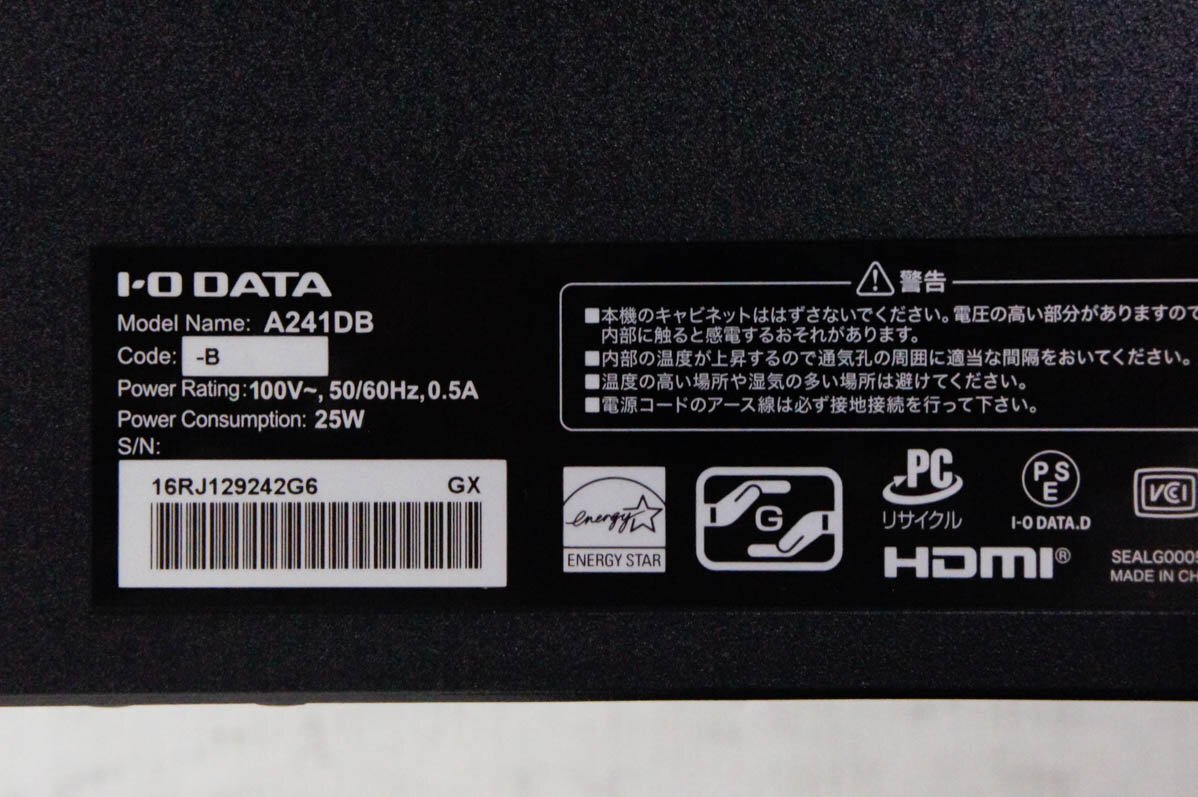 I-O DATA
Model Name: A241DB
Code: -B
Power Rating: 100V~, 50/60Hz, 0.5A
Power Consumption: 25W
S/N:
16RJ129242G6 GX
警告
■本機のキャビネットははずさないでください。電圧の高い部分がありますので
内部に触ると感電するおそれがあります。
■内部の温度が上昇するので通気孔の周囲に適当な間隔をおいてください。
■温度の高い場所や湿気の多い場所は避けてください。
■電源コードのアース線は必ず接地接続を行って下さい。
energy
ENERGY STAR
G
PC
リサイクル
PS
E
I-O DATA.D
VCI
HDMI®
SEALG0005
MADE IN CH